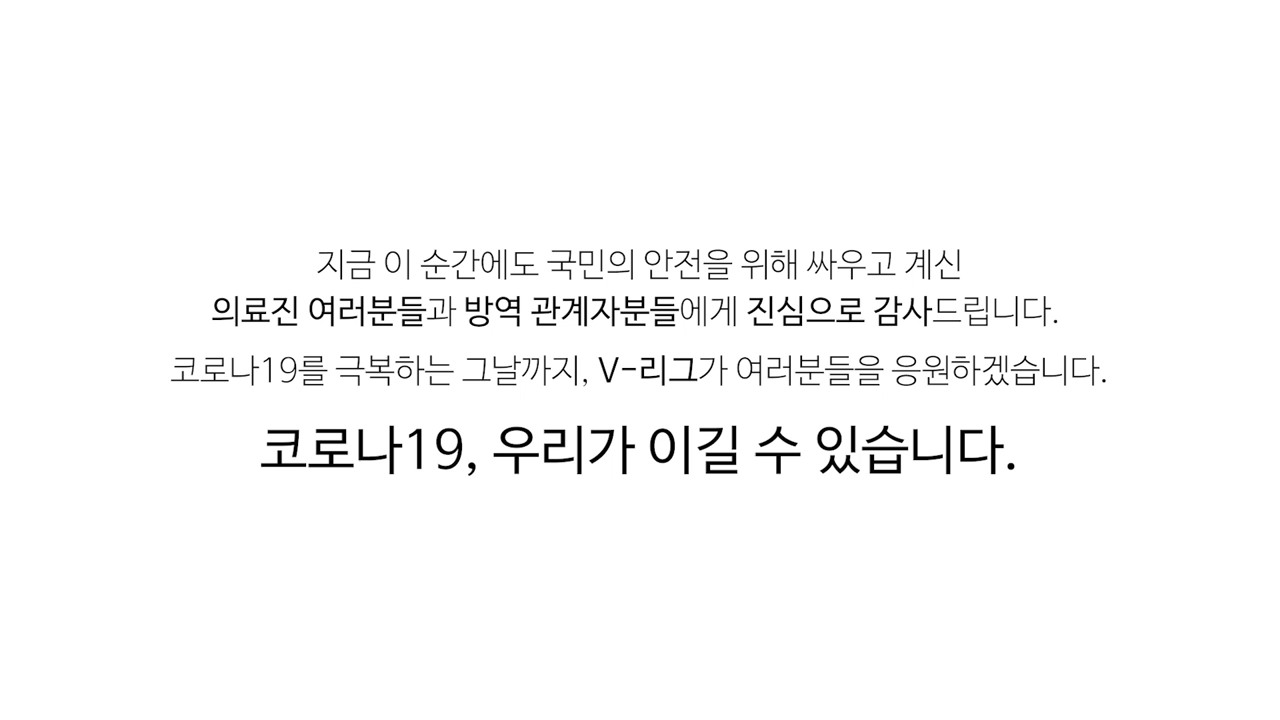 지금 이 순간에도 국민의 안전을 위해 싸우고 계신
의료진 여러분들과 방역 관계자분들에게 진심으로 감사드립니다.
코로나19를 극복하는 그날까지, V-리그가 여러분들을 응원하겠습니다.
코로나19, 우리가 이길 수 있습니다.